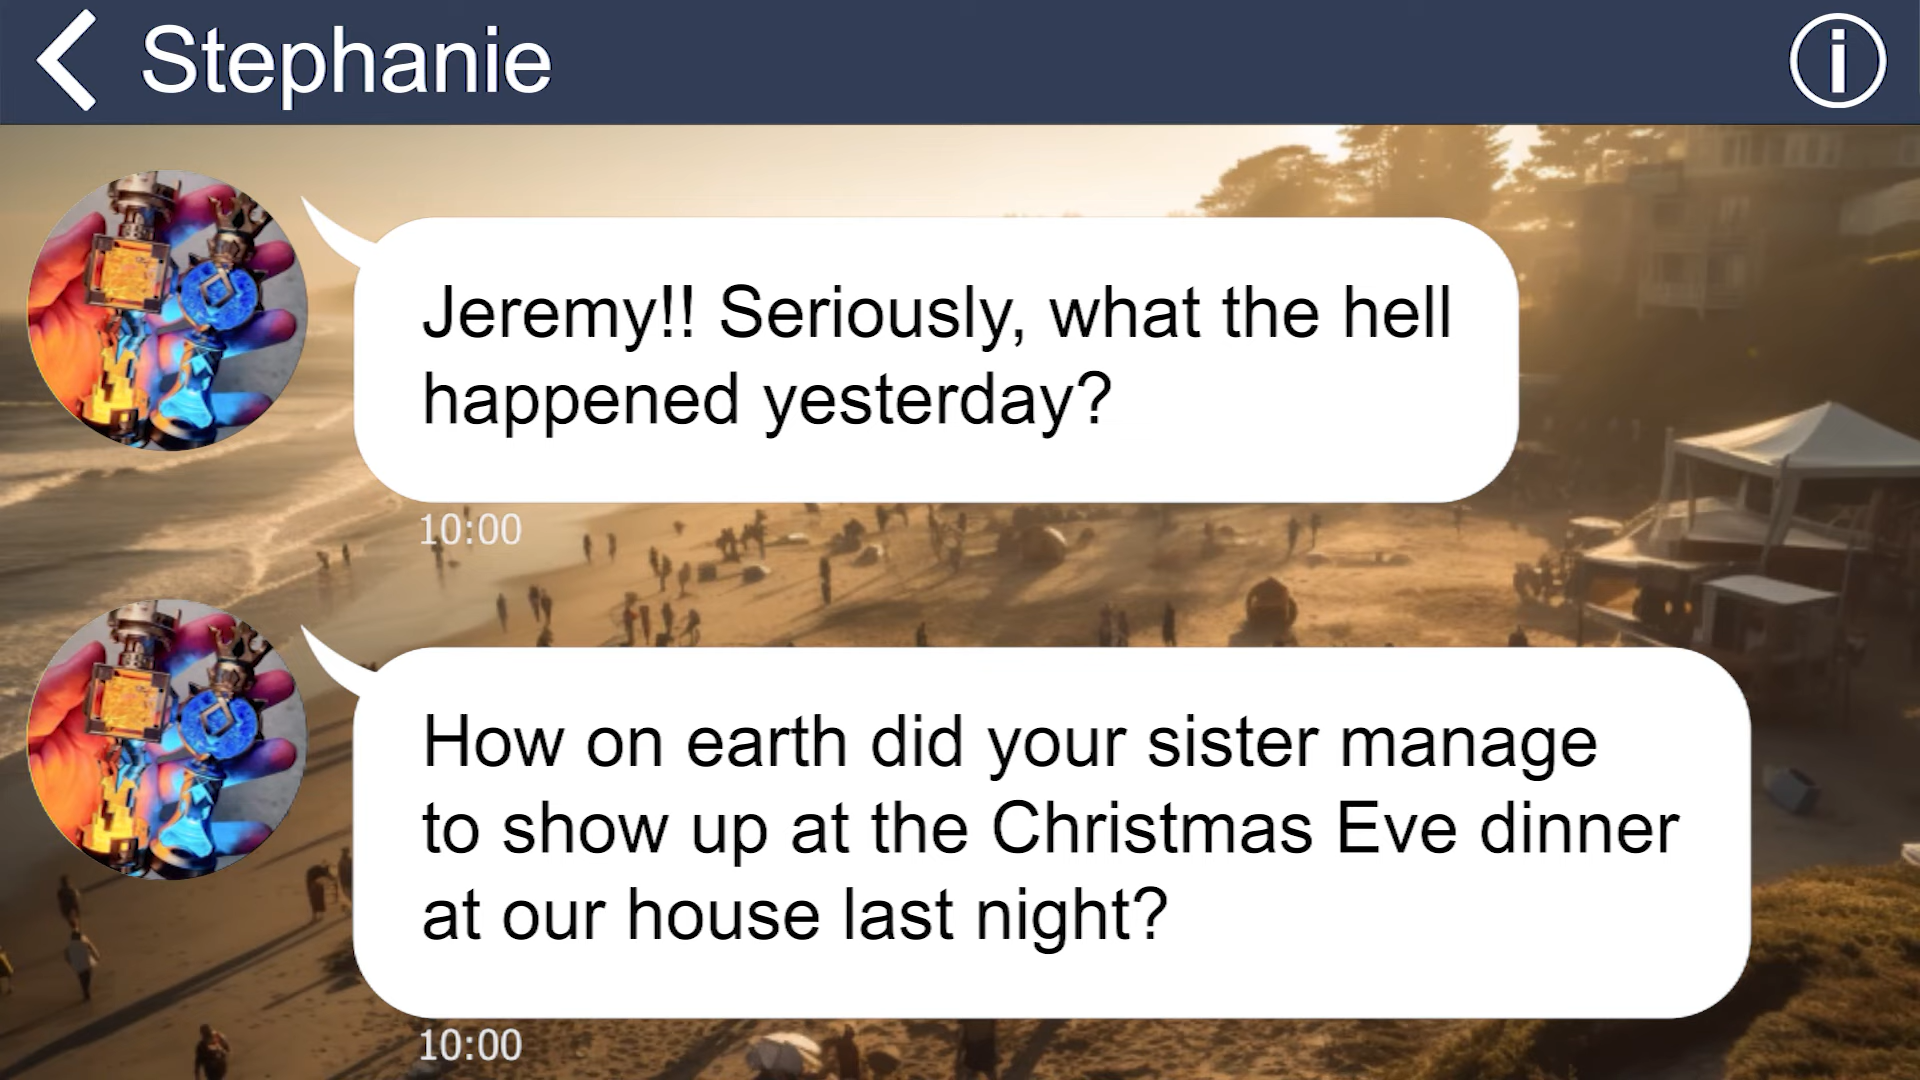 Stephanie
Jeremy!! Seriously, what the hell
happened yesterday?
10:00
How on earth did your sister manage
to show up at the Christmas Eve dinner
at our house last night?
10:00